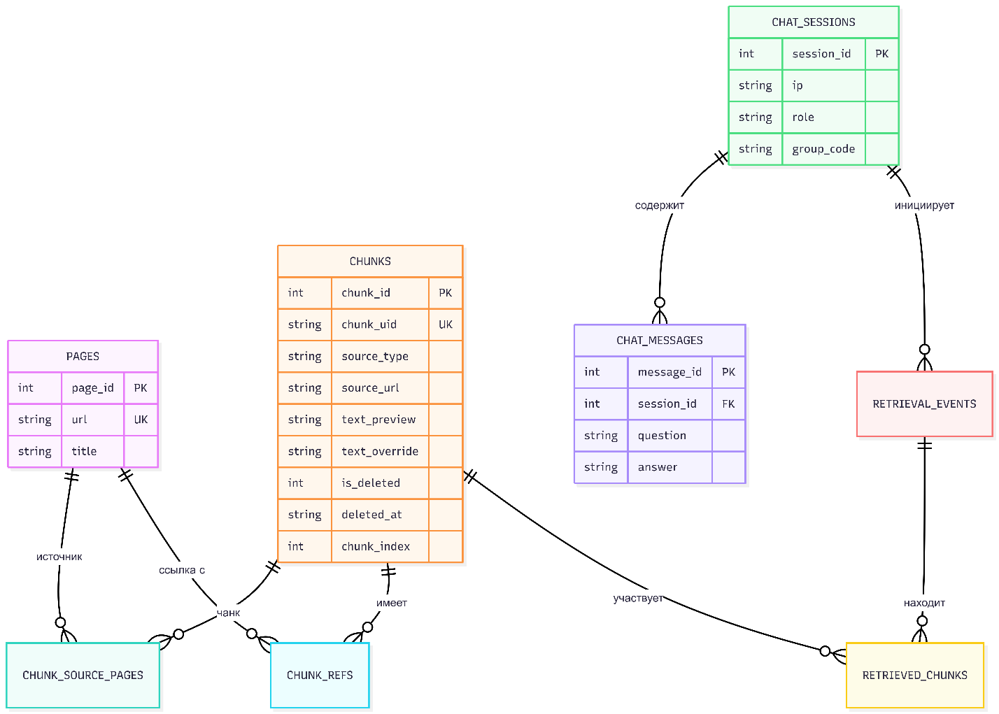 CHAT_SESSIONS
int session_id PK
string ip
string role
string group_code
содержит
инициирует
CHUNKS
int chunk_id PK
string chunk_uid UK
string source_type
string source_url
string text_preview
string text_override
int is_deleted
string deleted_at
int chunk_index
CHAT_MESSAGES
int message_id PK
int session_id FK
string question
string answer
PAGES
int page_id PK
string url UK
string title
RETRIEVAL_EVENTS
источник
ссылка с
чанк
имеет
участвует
находит
CHUNK_SOURCE_PAGES
CHUNK_REFS
RETRIEVED_CHUNKS